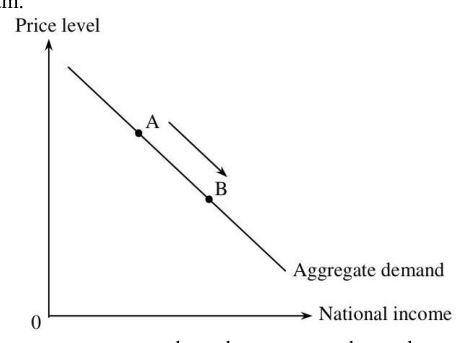 Price level
A
B
Aggregate demand
National income
0